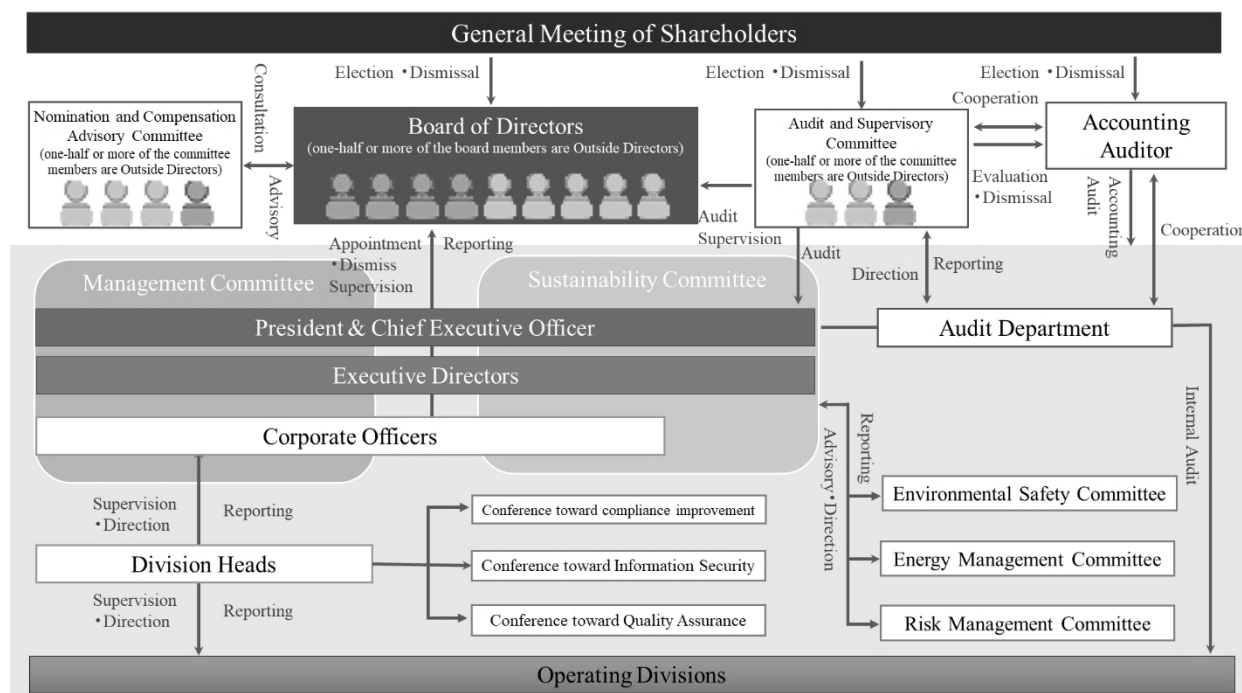 General Meeting of Shareholders
Election ・Dismissal
Election ・Dismissal
Election ・Dismissal
Consultation
Advisory
Nomination and Compensation
Advisory Committee
(one-half or more of the committee
members are Outside Directors)
Board of Directors
(one-half or more of the board members are Outside Directors)
Audit and Supervisory
Committee
(one-half or more of the committee
members are Outside Directors)
Cooperation
Evaluation
・Dismissal
Accounting
Auditor
Accounting
Audit
Cooperation
Audit
Supervision
Audit
Direction
Reporting
Appointment
・Dismiss
Supervision
Reporting
Management Committee
Sustainability Committee
President & Chief Executive Officer
Audit Department
Executive Directors
Corporate Officers
Reporting
Advisory・Direction
Internal Audit
Supervision
・Direction
Reporting
Environmental Safety Committee
Conference toward compliance improvement
Division Heads
Conference toward Information Security
Energy Management Committee
Supervision
・Direction
Reporting
Conference toward Quality Assurance
Risk Management Committee
Operating Divisions